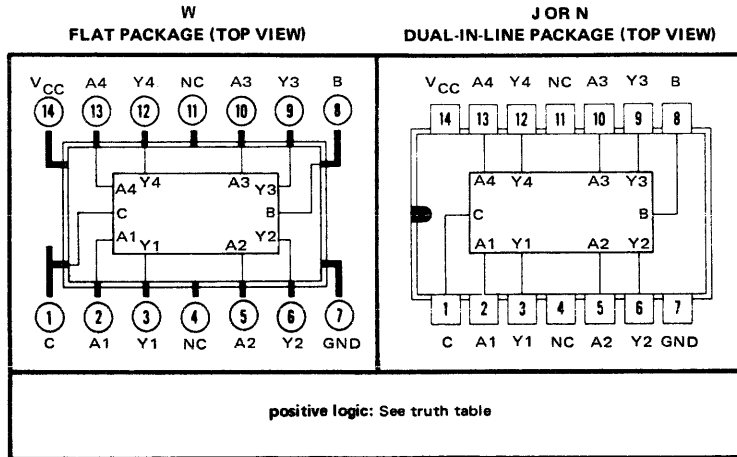 W
FLAT PACKAGE (TOP VIEW)
VCC A4 Y4 NC A3 Y3 B
14 13 12 11 10 9 8
A4 Y4 A3 Y3
C B
A1 Y1 A2 Y2
1 2 3 4 5 6 7
C A1 Y1 NC A2 Y2 GND
J OR N
DUAL-IN-LINE PACKAGE (TOP VIEW)
VCC A4 Y4 NC A3 Y3 B
14 13 12 11 10 9 8
A4 Y4 A3 Y3
C B
A1 Y1 A2 Y2
1 2 3 4 5 6 7
C A1 Y1 NC A2 Y2 GND
positive logic: See truth table